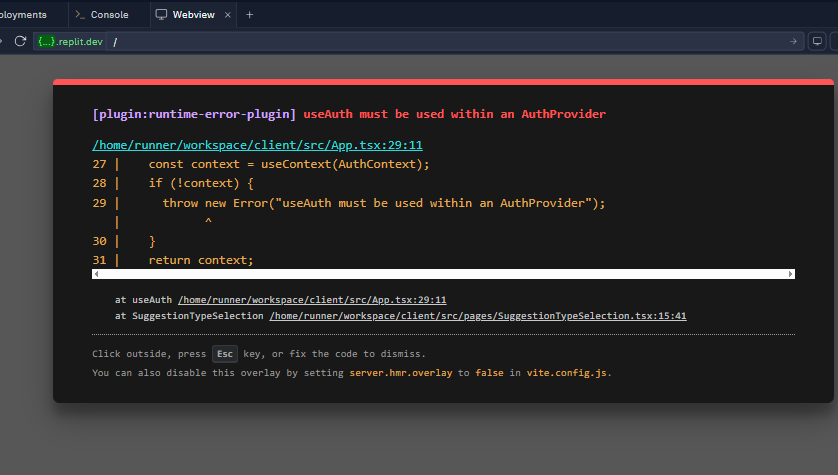 ployments
>_ Console
Webview × +
{...}.replit.dev /
[plugin:runtime-error-plugin] useAuth must be used within an AuthProvider
/home/runner/workspace/client/src/App.tsx:29:11
27 | const context = useContext(AuthContext);
28 | if (!context) {
29 | throw new Error("useAuth must be used within an AuthProvider");
| ^
30 | }
31 | return context;
at useAuth /home/runner/workspace/client/src/App.tsx:29:11
at SuggestionTypeSelection /home/runner/workspace/client/src/pages/SuggestionTypeSelection.tsx:15:41
Click outside, press Esc key, or fix the code to dismiss.
You can also disable this overlay by setting server.hmr.overlay to false in vite.config.js.